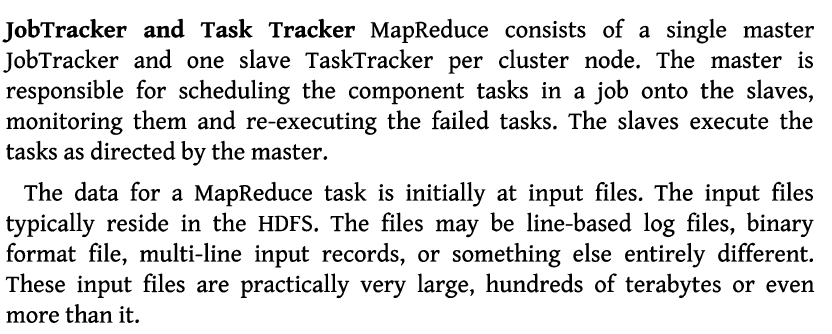 JobTracker and Task Tracker MapReduce consists of a single master
JobTracker and one slave TaskTracker per cluster node. The master is
responsible for scheduling the component tasks in a job onto the slaves,
monitoring them and re-executing the failed tasks. The slaves execute the
tasks as directed by the master.
The data for a MapReduce task is initially at input files. The input files
typically reside in the HDFS. The files may be line-based log files, binary
format file, multi-line input records, or something else entirely different.
These input files are practically very large, hundreds of terabytes or even
more than it.